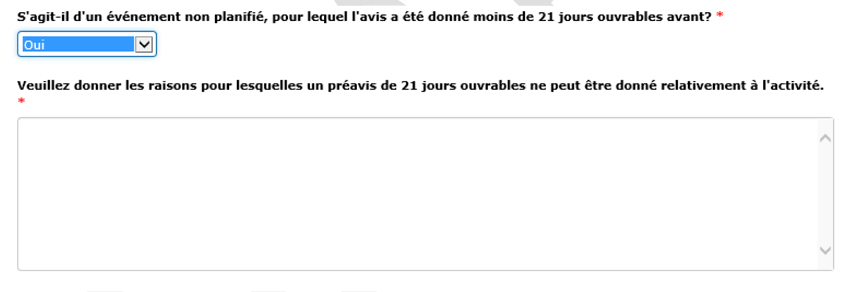 S'agit-il d'un événement non planifié, pour lequel l'avis a été donné moins de 21 jours ouvrables avant? *
Oui
Veuillez donner les raisons pour lesquelles un préavis de 21 jours ouvrables ne peut être donné relativement à l'activité.
*